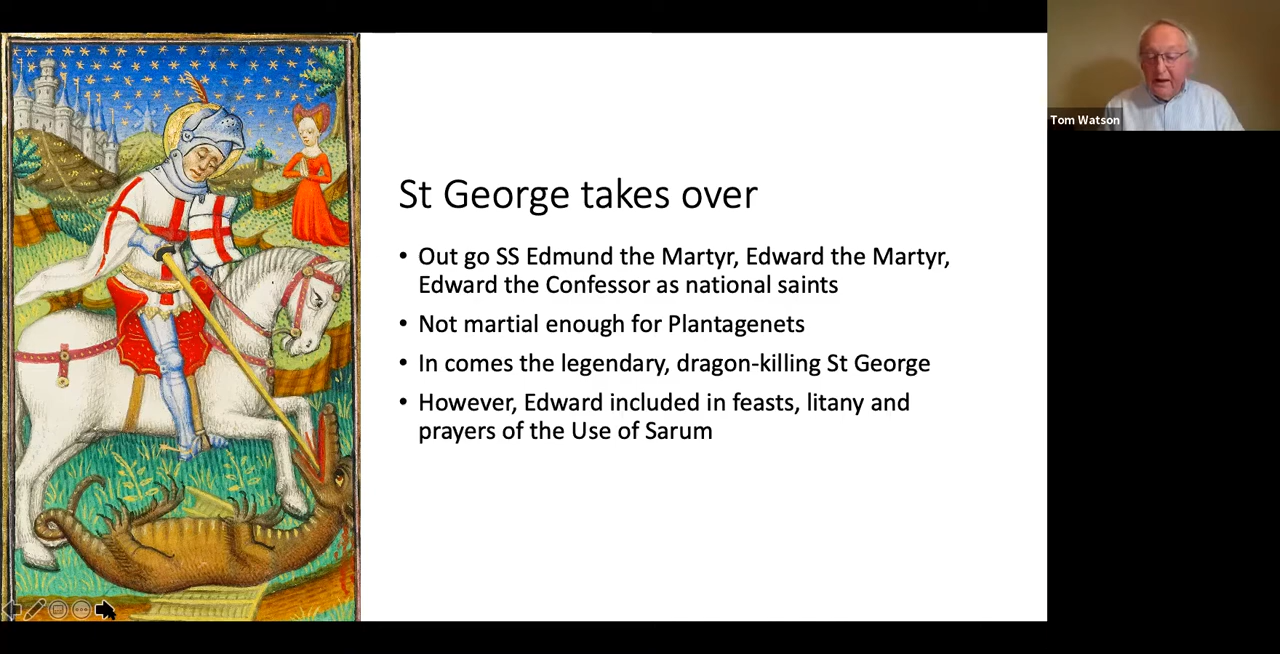 St George takes over
• Out go SS Edmund the Martyr, Edward the Martyr,
Edward the Confessor as national saints
• Not martial enough for Plantagenets
• In comes the legendary, dragon-killing St George
• However, Edward included in feasts, litany and
prayers of the Use of Sarum
Tom Watson